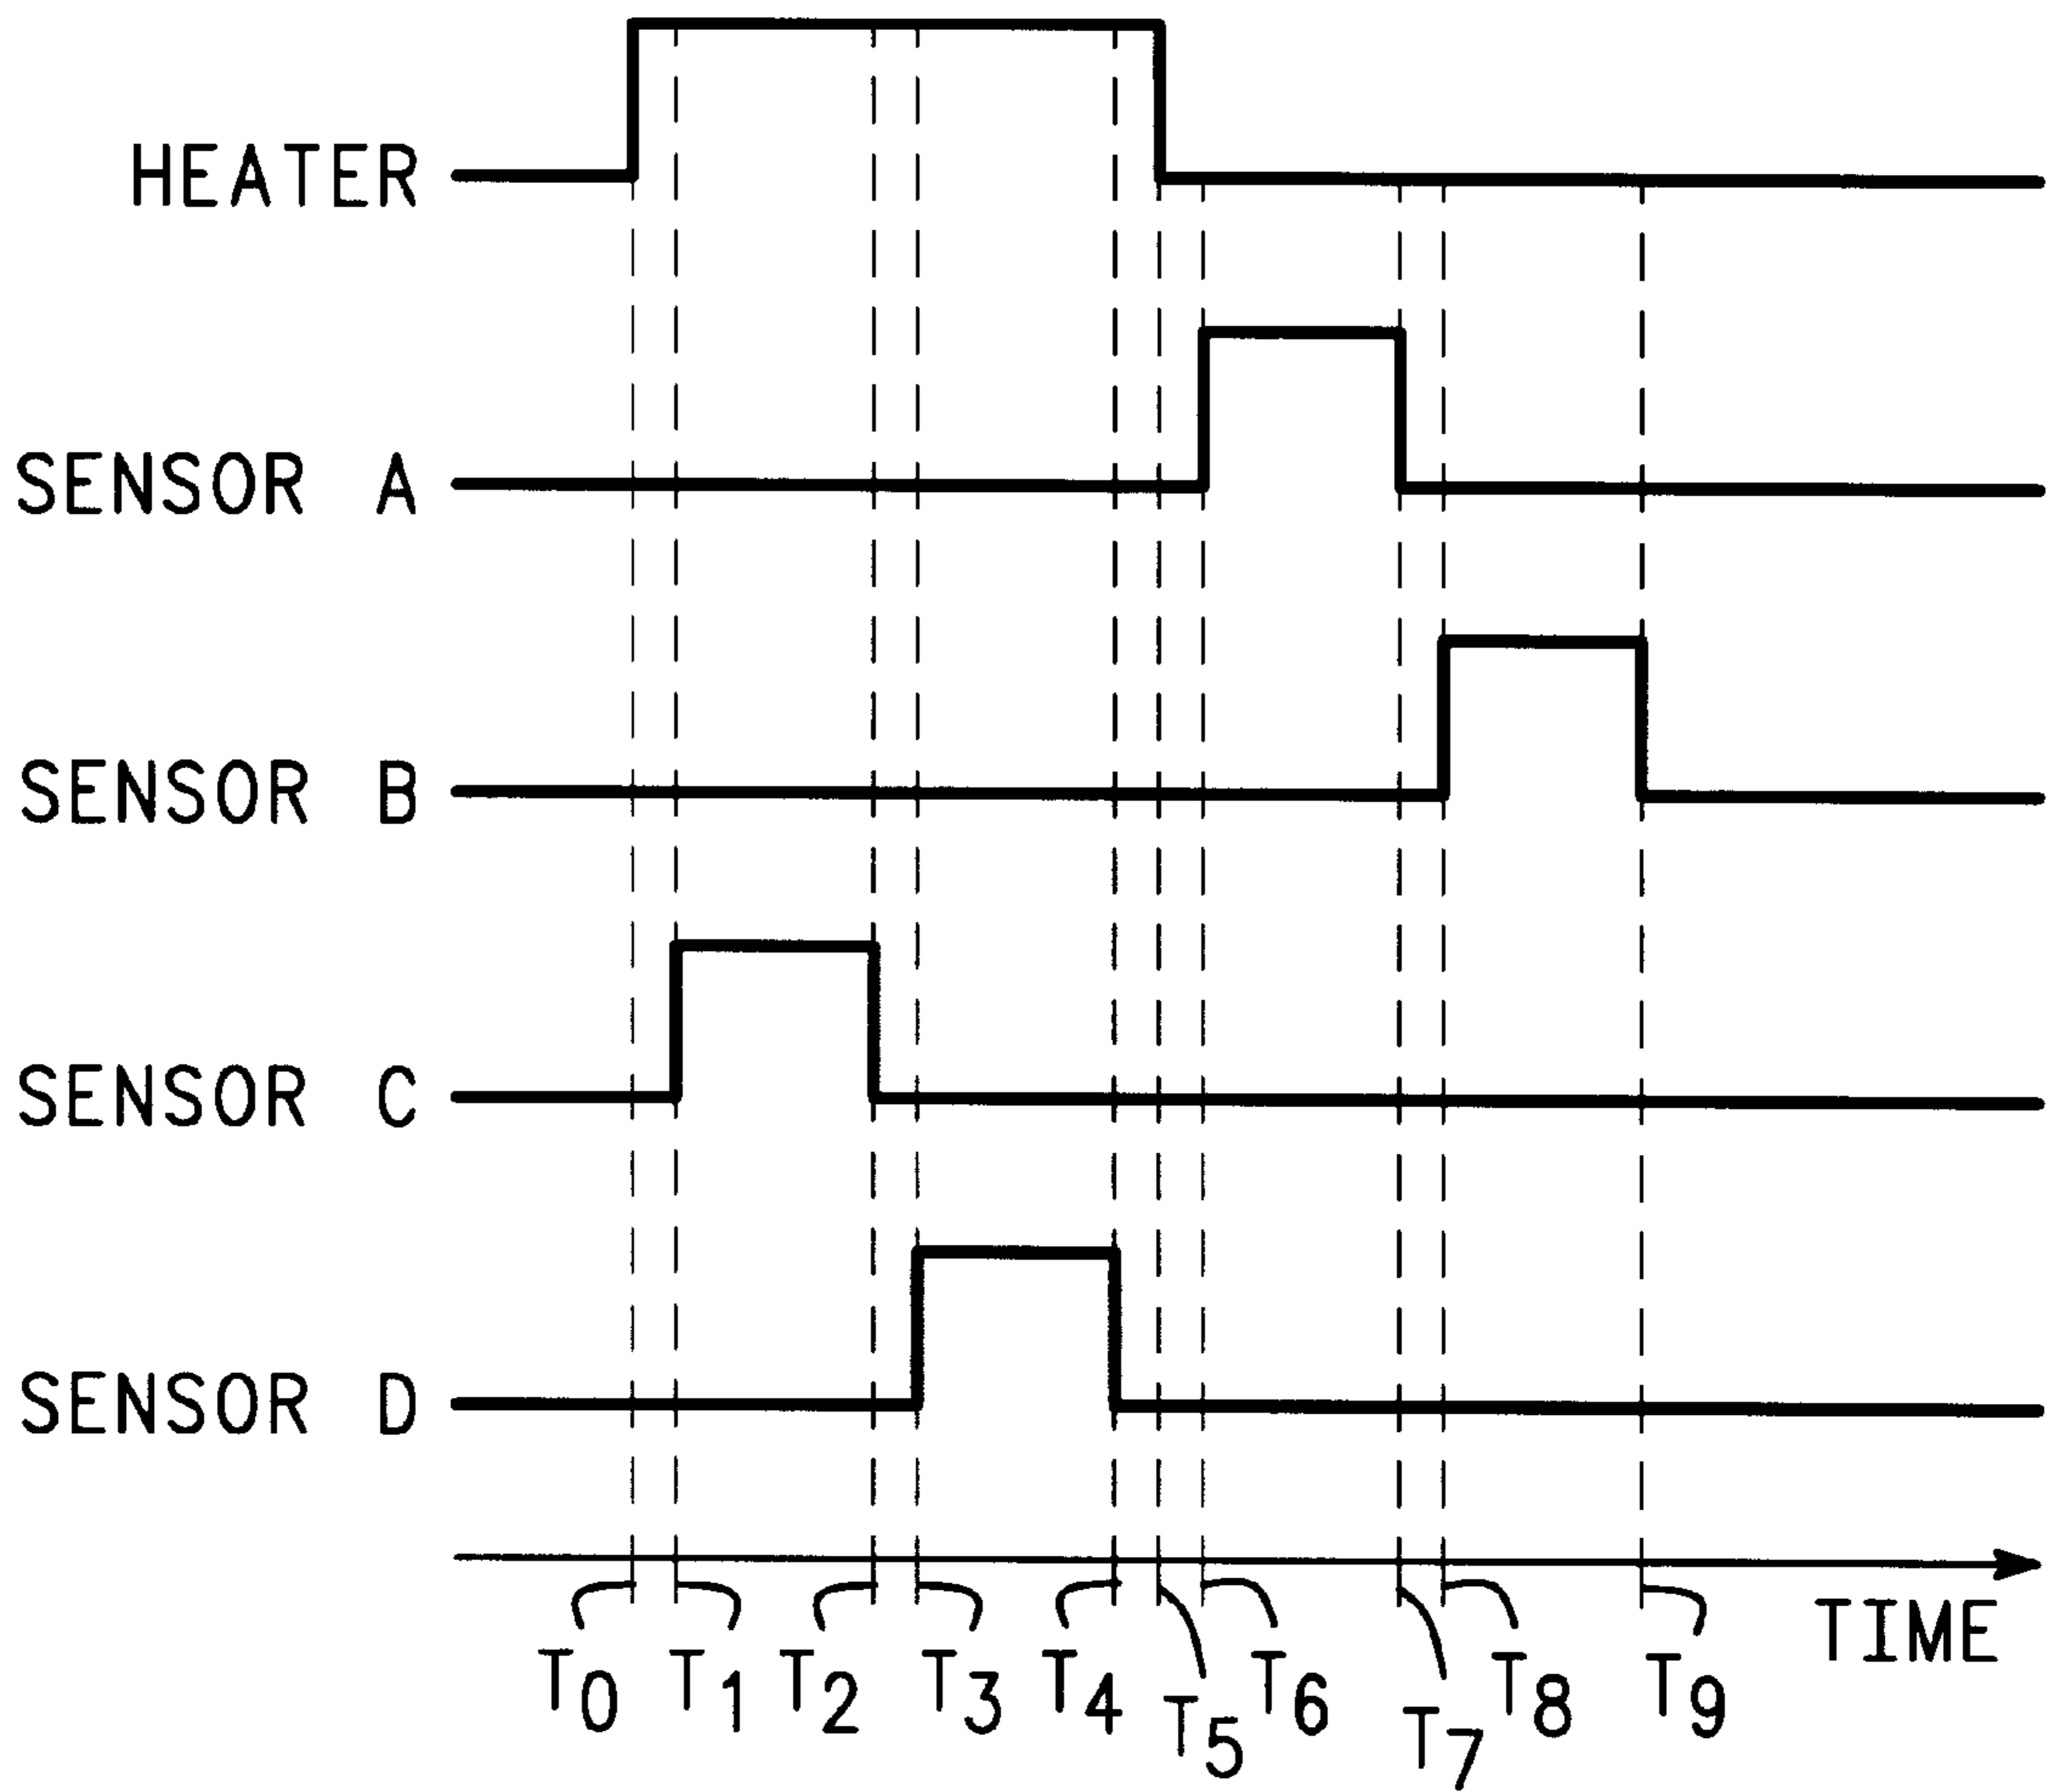 HEATER
SENSOR A
SENSOR B
SENSOR C
SENSOR D
TIME
T0 T1 T2 T3 T4 T5 T6 T7 T8 T9